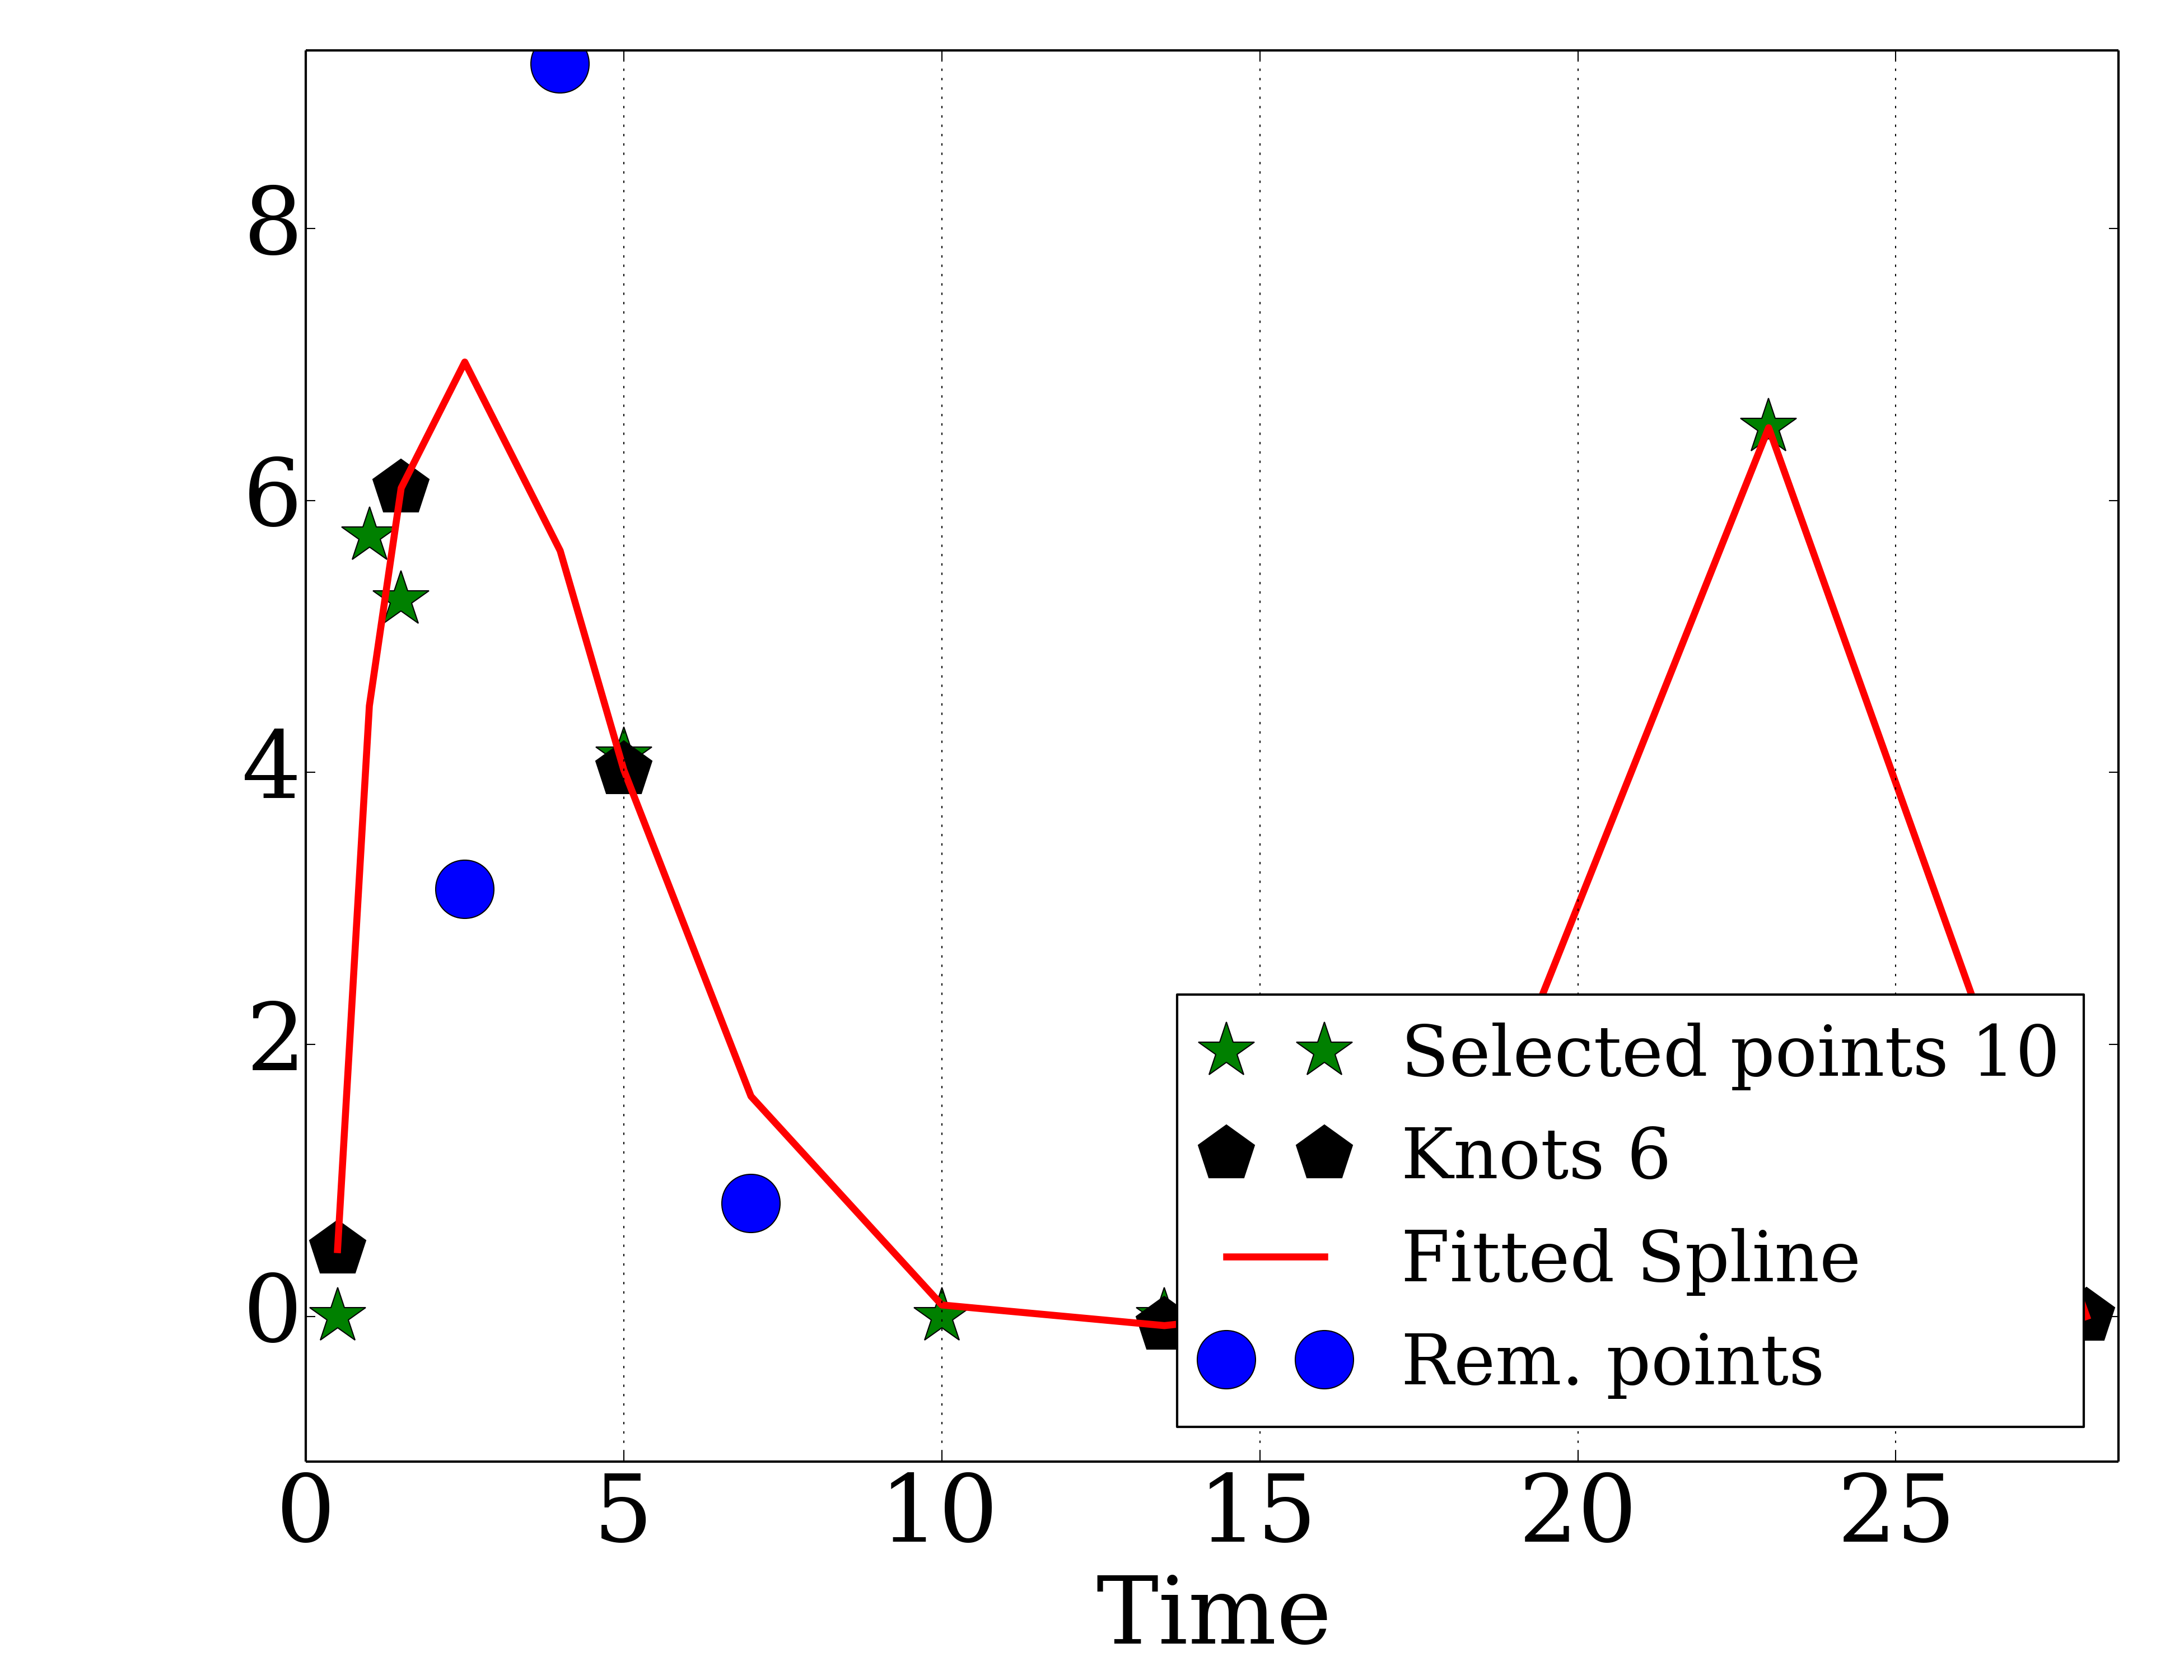 8
6
4
2
0
Selected points 10
Knots 6
Fitted Spline
Rem. points
0 5 10 15 20 25
Time